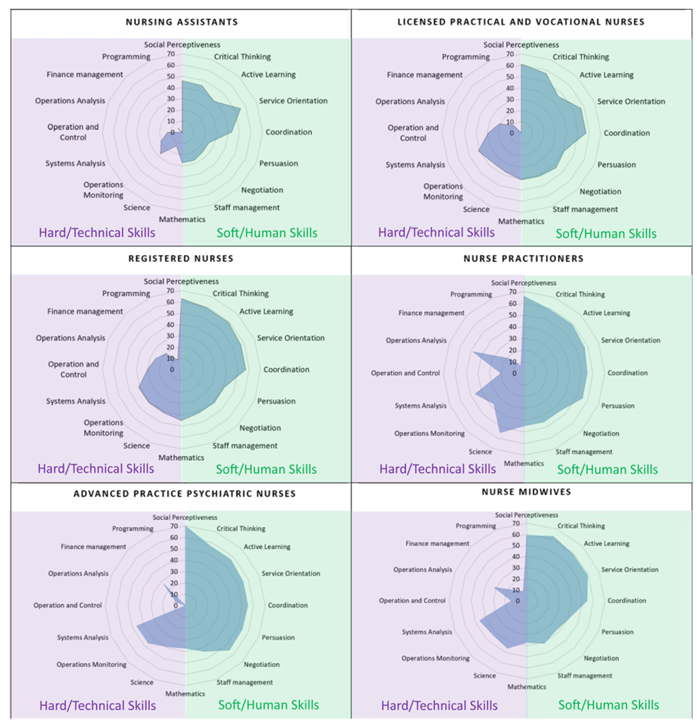 NURSING ASSISTANTS
Social Perceptiveness
Programming
Critical Thinking
Finance management
Active Learning
Operations Analysis
Service Orientation
Operation and
Control
Coordination
Systems Analysis
Persuasion
Operations
Monitoring
Negotiation
Science
Staff management
Mathematics
70
60
50
40
30
20
10
0
Hard/Technical Skills
Soft/Human Skills
LICENSED PRACTICAL AND VOCATIONAL NURSES
Social Perceptiveness
Programming
Critical Thinking
Finance management
Active Learning
Operations Analysis
Service Orientation
Operation and
Control
Coordination
Systems Analysis
Persuasion
Operations
Monitoring
Negotiation
Science
Staff management
Mathematics
70
60
50
40
30
20
10
0
Hard/Technical Skills
Soft/Human Skills
REGISTERED NURSES
Social Perceptiveness
Programming
Critical Thinking
Finance management
Active Learning
Operations Analysis
Service Orientation
Operation and
Control
Coordination
Systems Analysis
Persuasion
Operations
Monitoring
Negotiation
Science
Staff management
Mathematics
70
60
50
40
30
20
10
0
Hard/Technical Skills
Soft/Human Skills
NURSE PRACTITIONERS
Social Perceptiveness
Programming
Critical Thinking
Finance management
Active Learning
Operations Analysis
Service Orientation
Operation and Control
Coordination
Systems Analysis
Persuasion
Operations Monitoring
Negotiation
Science
Staff management
Mathematics
70
60
50
40
30
20
10
0
Hard/Technical Skills
Soft/Human Skills
ADVANCED PRACTICE PSYCHIATRIC NURSES
Social Perceptiveness
Programming
Critical Thinking
Finance management
Active Learning
Operations Analysis
Service Orientation
Operation and Control
Coordination
Systems Analysis
Persuasion
Operations Monitoring
Negotiation
Science
Staff management
Mathematics
70
60
50
40
30
20
10
0
Hard/Technical Skills
Soft/Human Skills
NURSE MIDWIVES
Social Perceptiveness
Programming
Critical Thinking
Finance management
Active Learning
Operations Analysis
Service Orientation
Operation and Control
Coordination
Systems Analysis
Persuasion
Operations Monitoring
Negotiation
Science
Staff management
Mathematics
70
60
50
40
30
20
10
0
Hard/Technical Skills
Soft/Human Skills